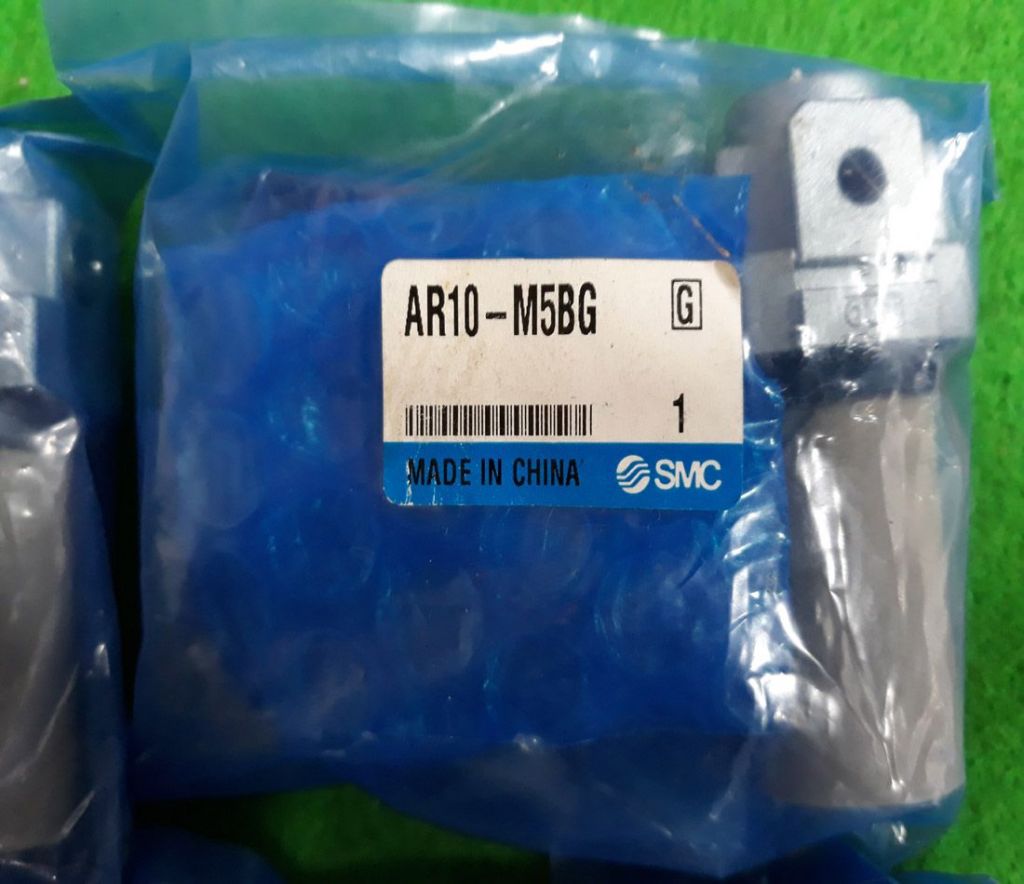 AR10-M5BG G
1
MADE IN CHINA SMC